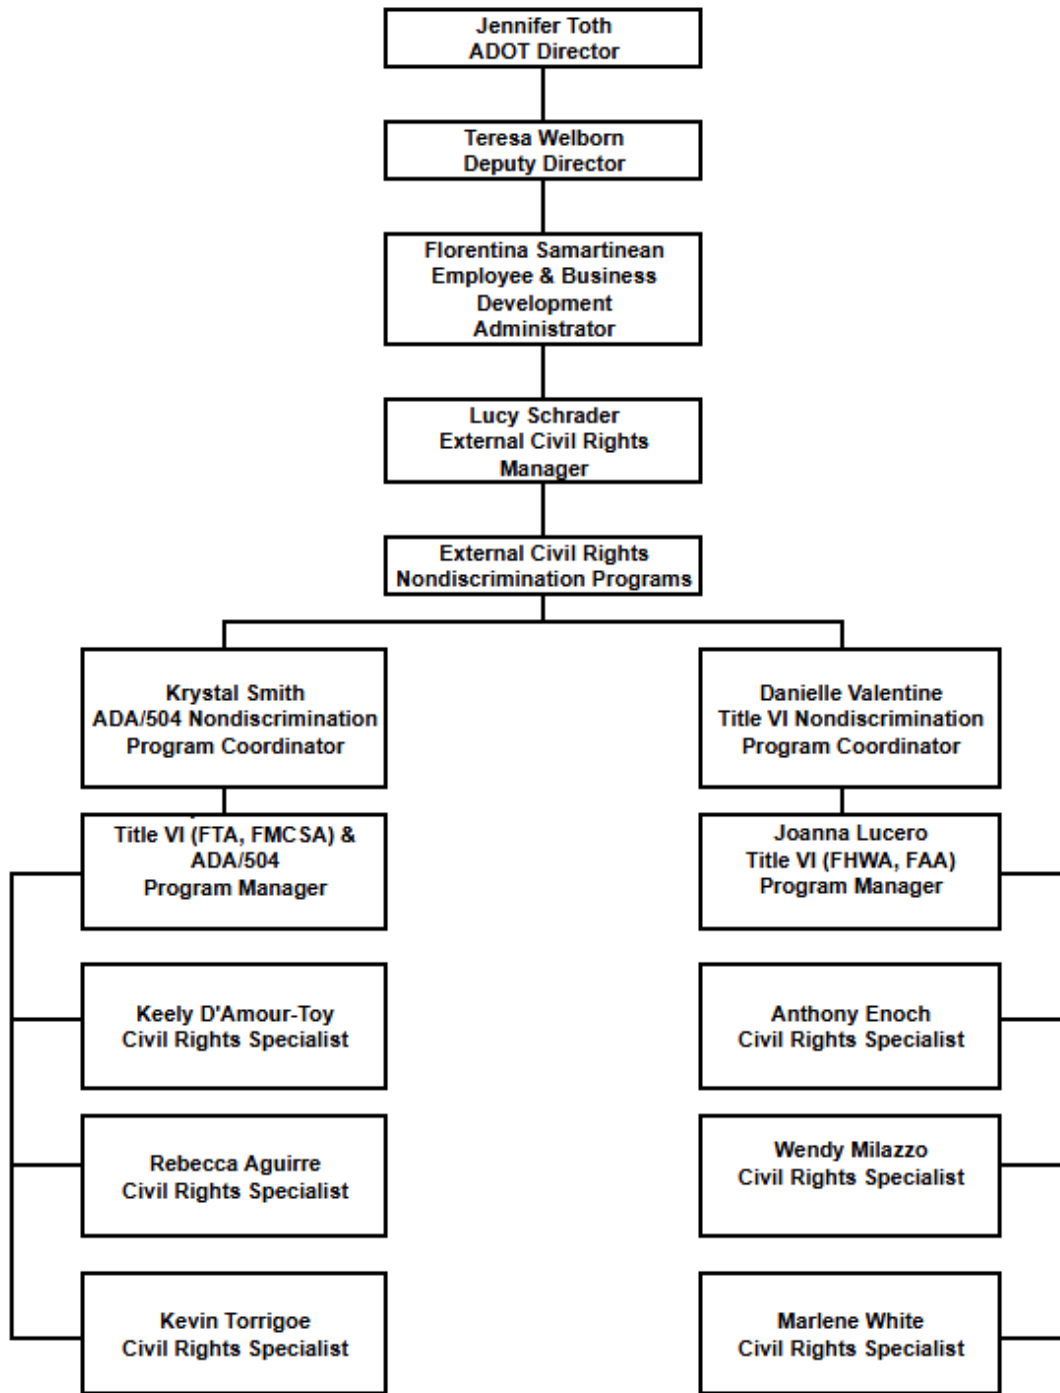 Jennifer Toth
ADOT Director
Teresa Welborn
Deputy Director
Florentina Samartinean
Employee & Business
Development
Administrator
Lucy Schrader
External Civil Rights
Manager
External Civil Rights
Nondiscrimination Programs
Krystal Smith
ADA/504 Nondiscrimination
Program Coordinator
Danielle Valentine
Title VI Nondiscrimination
Program Coordinator
Title VI (FTA, FMCSA) &
ADA/504
Program Manager
Joanna Lucero
Title VI (FHWA, FAA)
Program Manager
Keely D'Amour-Toy
Civil Rights Specialist
Anthony Enoch
Civil Rights Specialist
Rebecca Aguirre
Civil Rights Specialist
Wendy Milazzo
Civil Rights Specialist
Kevin Torrigoe
Civil Rights Specialist
Marlene White
Civil Rights Specialist